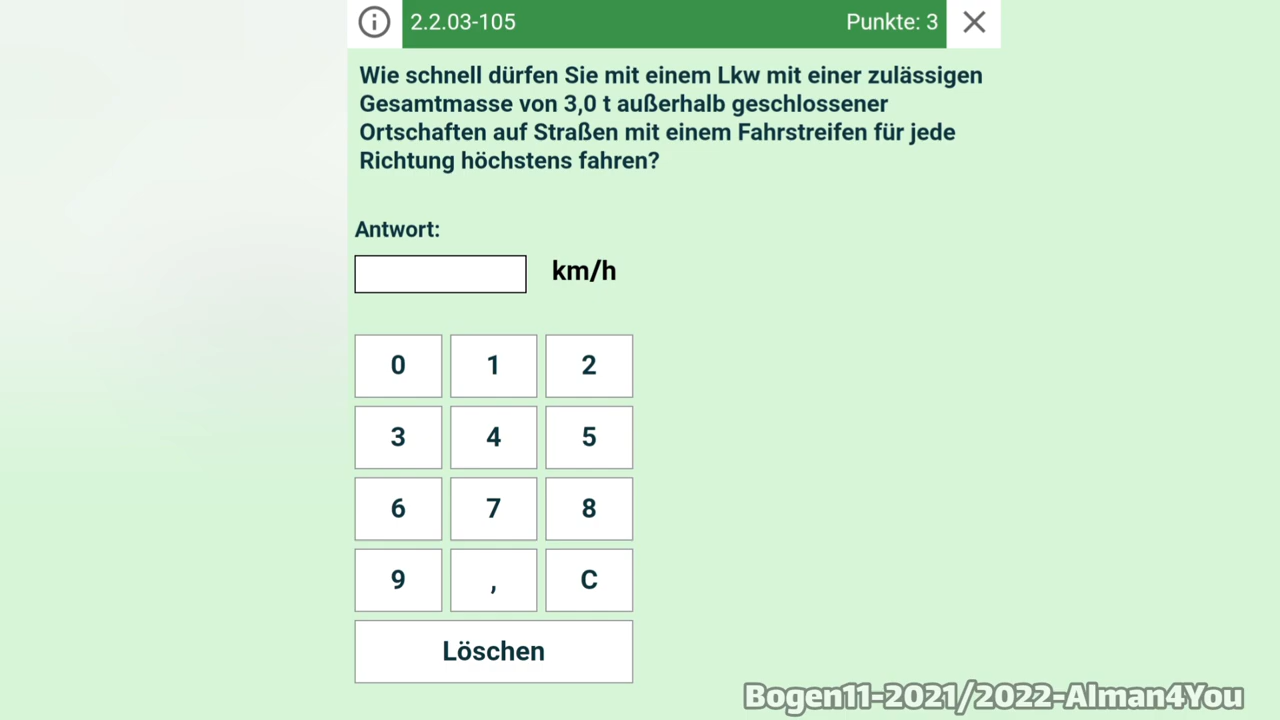 2.2.03-105 Punkte: 3
Wie schnell dürfen Sie mit einem Lkw mit einer zulässigen
Gesamtmasse von 3,0 t außerhalb geschlossener
Ortschaften auf Straßen mit einem Fahrstreifen für jede
Richtung höchstens fahren?
Antwort:
km/h
0 1 2
3 4 5
6 7 8
9 , C
Löschen
Bogen11-2021/2022-Alman4You